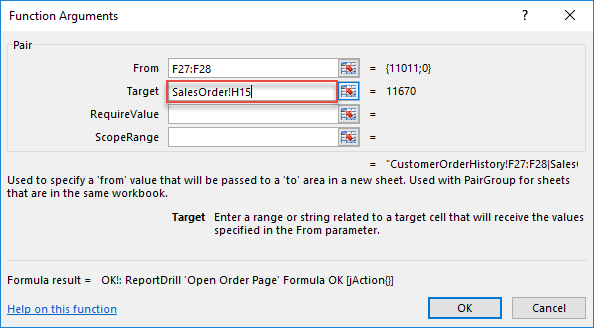 Function Arguments
?
Pair
From F27:F28 = {11011;0}
Target SalesOrder!H15 = 11670
RequireValue =
ScopeRange =
= "CustomerOrderHistory!F27:F28|Sales
Used to specify a 'from' value that will be passed to a 'to' area in a new sheet. Used with PairGroup for sheets
that are in the same workbook.
Target Enter a range or string related to a target cell that will receive the values
specified in the From parameter.
Formula result = OK!: ReportDrill 'Open Order Page' Formula OK [jAction{}]
Help on this function
OK
Cancel